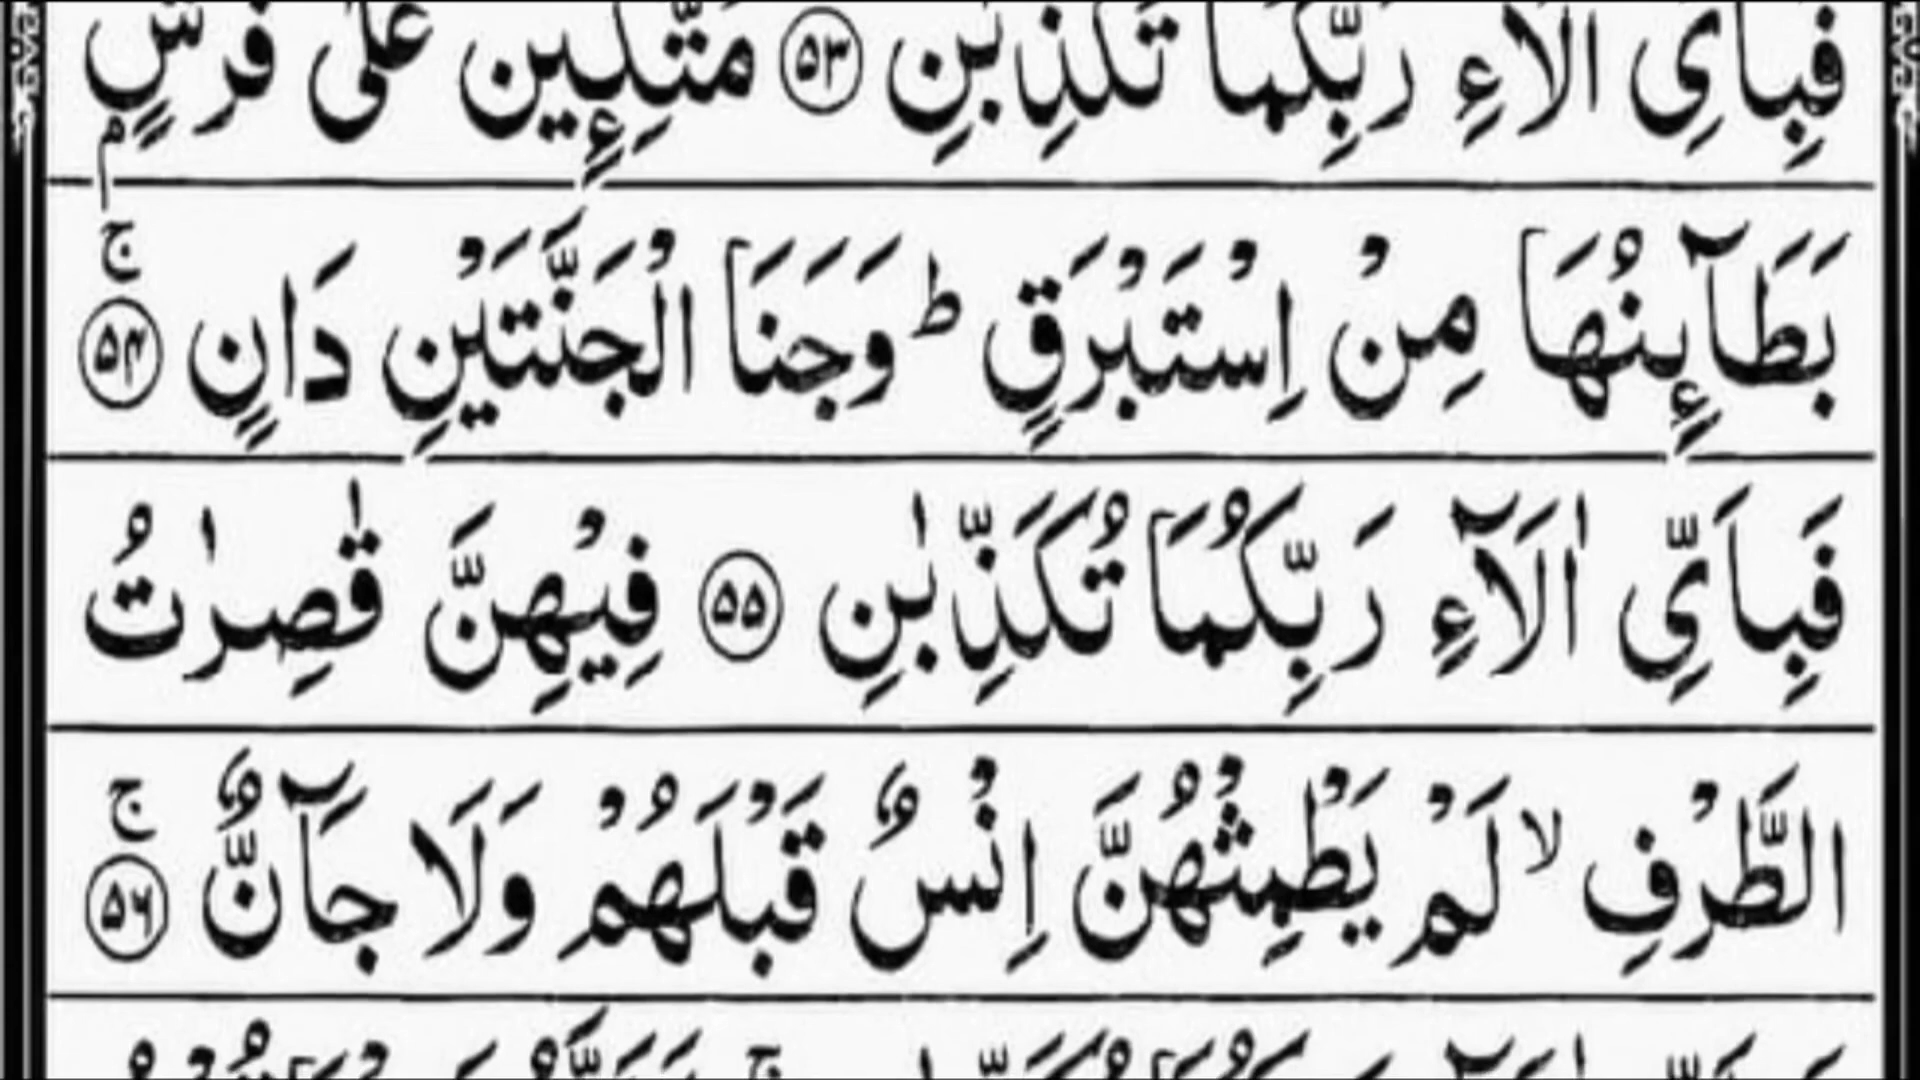 فَبِاَیِّ اٰلَآءِ رَبِّكُمَا تُكَذِّبٰنِ ﴿۵۳﴾ مُتَّكِـِٕیْنَ عَلٰی فُرُشٍۭ
بَطَآىِٕنُهَا مِنْ اِسْتَبْرَقٍ ؕ وَجَنَا الْجَنَّتَیْنِ دَانٍ ۚ ﴿۵۴﴾
فَبِاَیِّ اٰلَآءِ رَبِّكُمَا تُكَذِّبٰنِ ﴿۵۵﴾ فِیْهِنَّ قٰصِرٰتُ
الطَّرْفِ ۙ لَمْ یَطْمِثْهُنَّ اِنْسٌ قَبْلَهُمْ وَلَا جَآنٌّ ۚ ﴿۵۶﴾